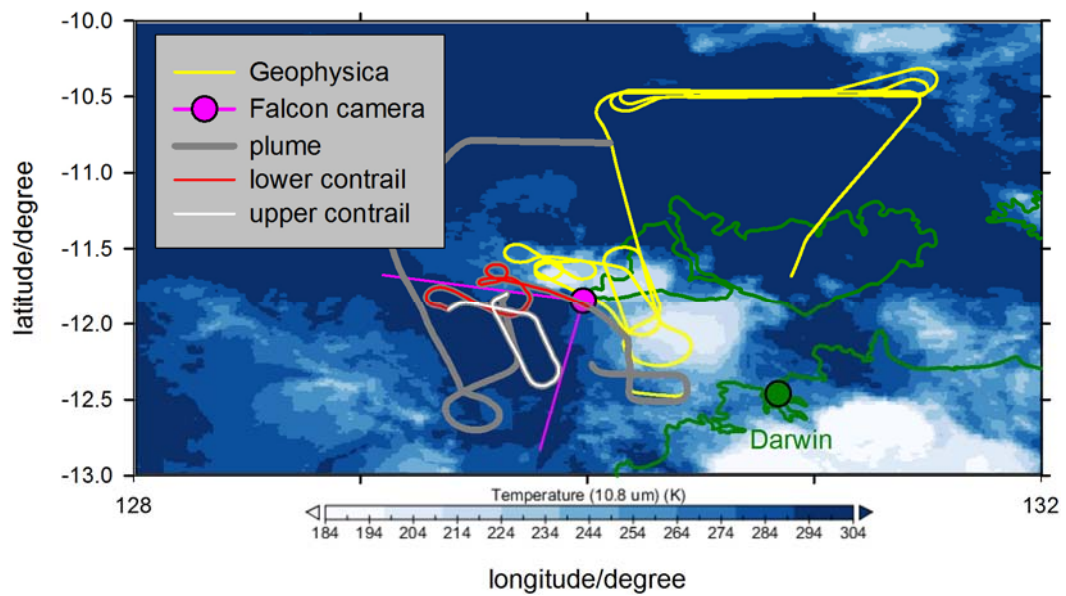 -10.0
-10.5
-11.0
-11.5
-12.0
-12.5
-13.0
latitude/degree
Geophysica
Falcon camera
plume
lower contrail
upper contrail
Darwin
128
132
Temperature (10.8 um) (K)
184 194 204 214 224 234 244 254 264 274 284 294 304
longitude/degree